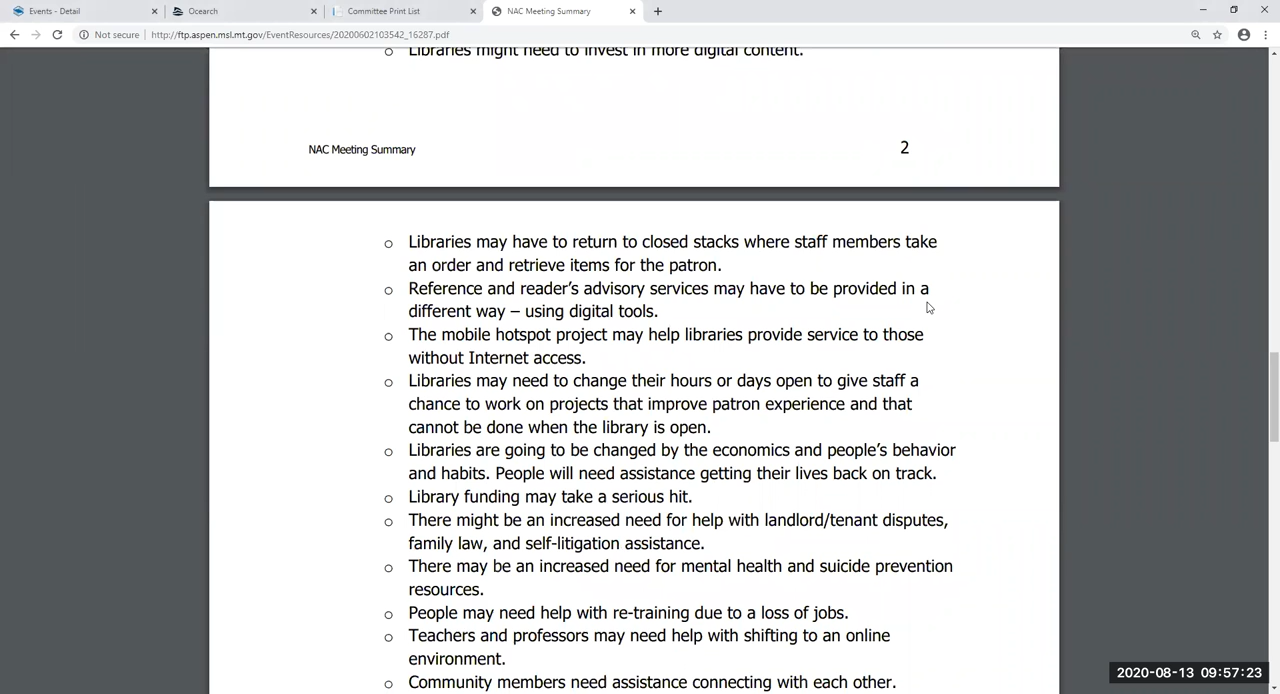 Events - Detail
Ocearch
Committee Print List
NAC Meeting Summary
Not secure | http://ftp.aspen.msl.mt.gov/EventResources/20200602103542_16287.pdf
o Libraries might need to invest in more digital content.
NAC Meeting Summary 2
o Libraries may have to return to closed stacks where staff members take
an order and retrieve items for the patron.
o Reference and reader’s advisory services may have to be provided in a
different way – using digital tools.
o The mobile hotspot project may help libraries provide service to those
without Internet access.
o Libraries may need to change their hours or days open to give staff a
chance to work on projects that improve patron experience and that
cannot be done when the library is open.
o Libraries are going to be changed by the economics and people’s behavior
and habits. People will need assistance getting their lives back on track.
o Library funding may take a serious hit.
o There might be an increased need for help with landlord/tenant disputes,
family law, and self-litigation assistance.
o There may be an increased need for mental health and suicide prevention
resources.
o People may need help with re-training due to a loss of jobs.
o Teachers and professors may need help with shifting to an online
environment.
o Community members need assistance connecting with each other.
2020-08-13 09:57:23